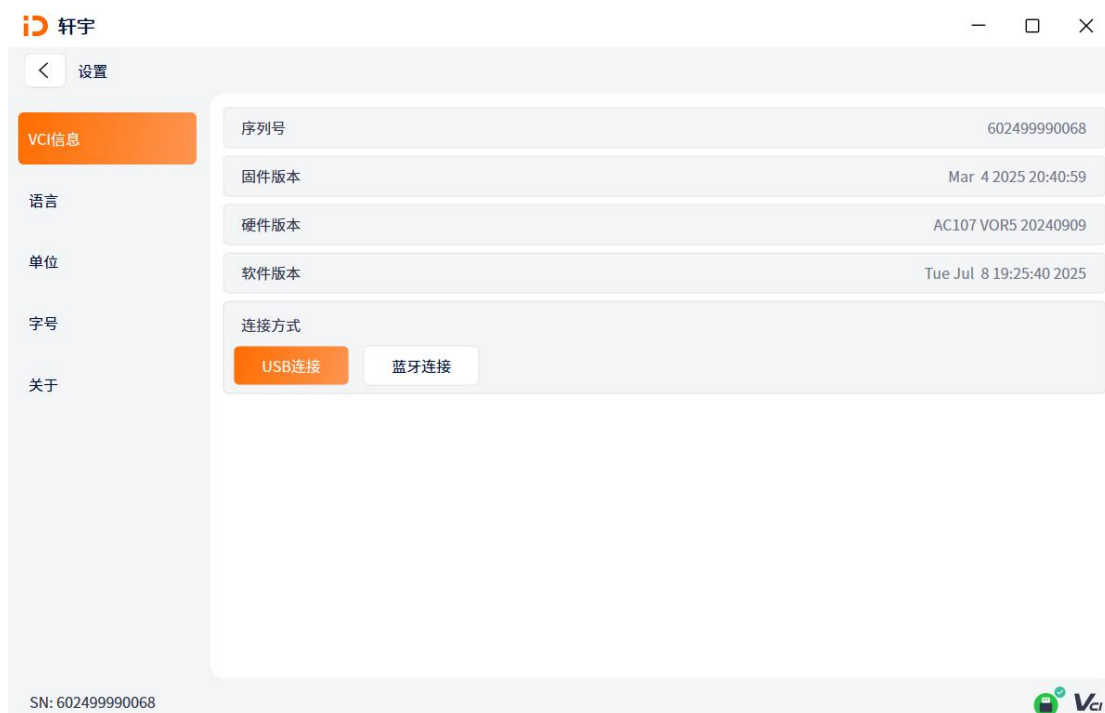 轩宇
设置
VCI信息
语言
单位
字号
关于
序列号 602499990068
固件版本 Mar 4 2025 20:40:59
硬件版本 AC107 VOR5 20240909
软件版本 Tue Jul 8 19:25:40 2025
连接方式
USB连接 蓝牙连接
SN: 602499990068 VCI